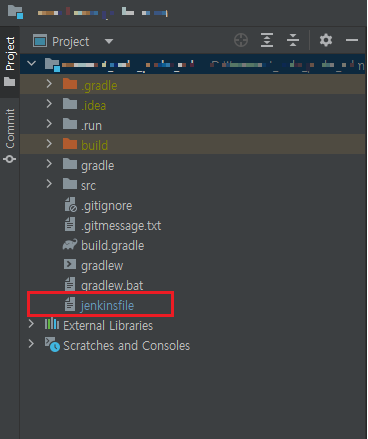 Project
Project
Commit
.gradle
.idea
.run
build
gradle
src
.gitignore
.gitmessage.txt
build.gradle
gradlew
gradlew.bat
jenkinsfile
External Libraries
Scratches and Consoles